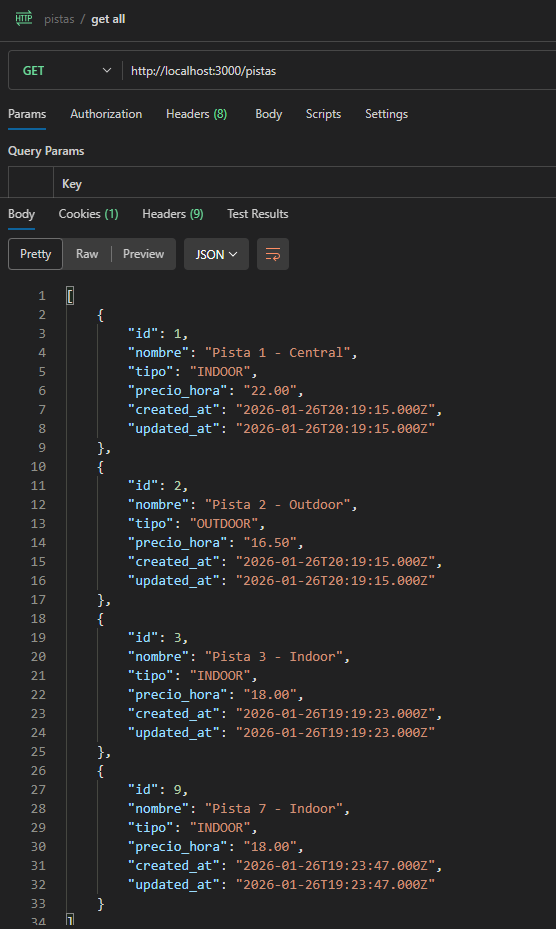 HTTP pistas / get all
GET http://localhost:3000/pistas
Params Authorization Headers (8) Body Scripts Settings
Query Params
Key
Body Cookies (1) Headers (9) Test Results
Pretty Raw Preview JSON
1 [
2 {
3 "id": 1,
4 "nombre": "Pista 1 - Central",
5 "tipo": "INDOOR",
6 "precio_hora": "22.00",
7 "created_at": "2026-01-26T20:19:15.000Z",
8 "updated_at": "2026-01-26T20:19:15.000Z"
9 },
10 {
11 "id": 2,
12 "nombre": "Pista 2 - Outdoor",
13 "tipo": "OUTDOOR",
14 "precio_hora": "16.50",
15 "created_at": "2026-01-26T20:19:15.000Z",
16 "updated_at": "2026-01-26T20:19:15.000Z"
17 },
18 {
19 "id": 3,
20 "nombre": "Pista 3 - Indoor",
21 "tipo": "INDOOR",
22 "precio_hora": "18.00",
23 "created_at": "2026-01-26T19:19:23.000Z",
24 "updated_at": "2026-01-26T19:19:23.000Z"
25 },
26 {
27 "id": 9,
28 "nombre": "Pista 7 - Indoor",
29 "tipo": "INDOOR",
30 "precio_hora": "18.00",
31 "created_at": "2026-01-26T19:23:47.000Z",
32 "updated_at": "2026-01-26T19:23:47.000Z"
33 }
34 ]